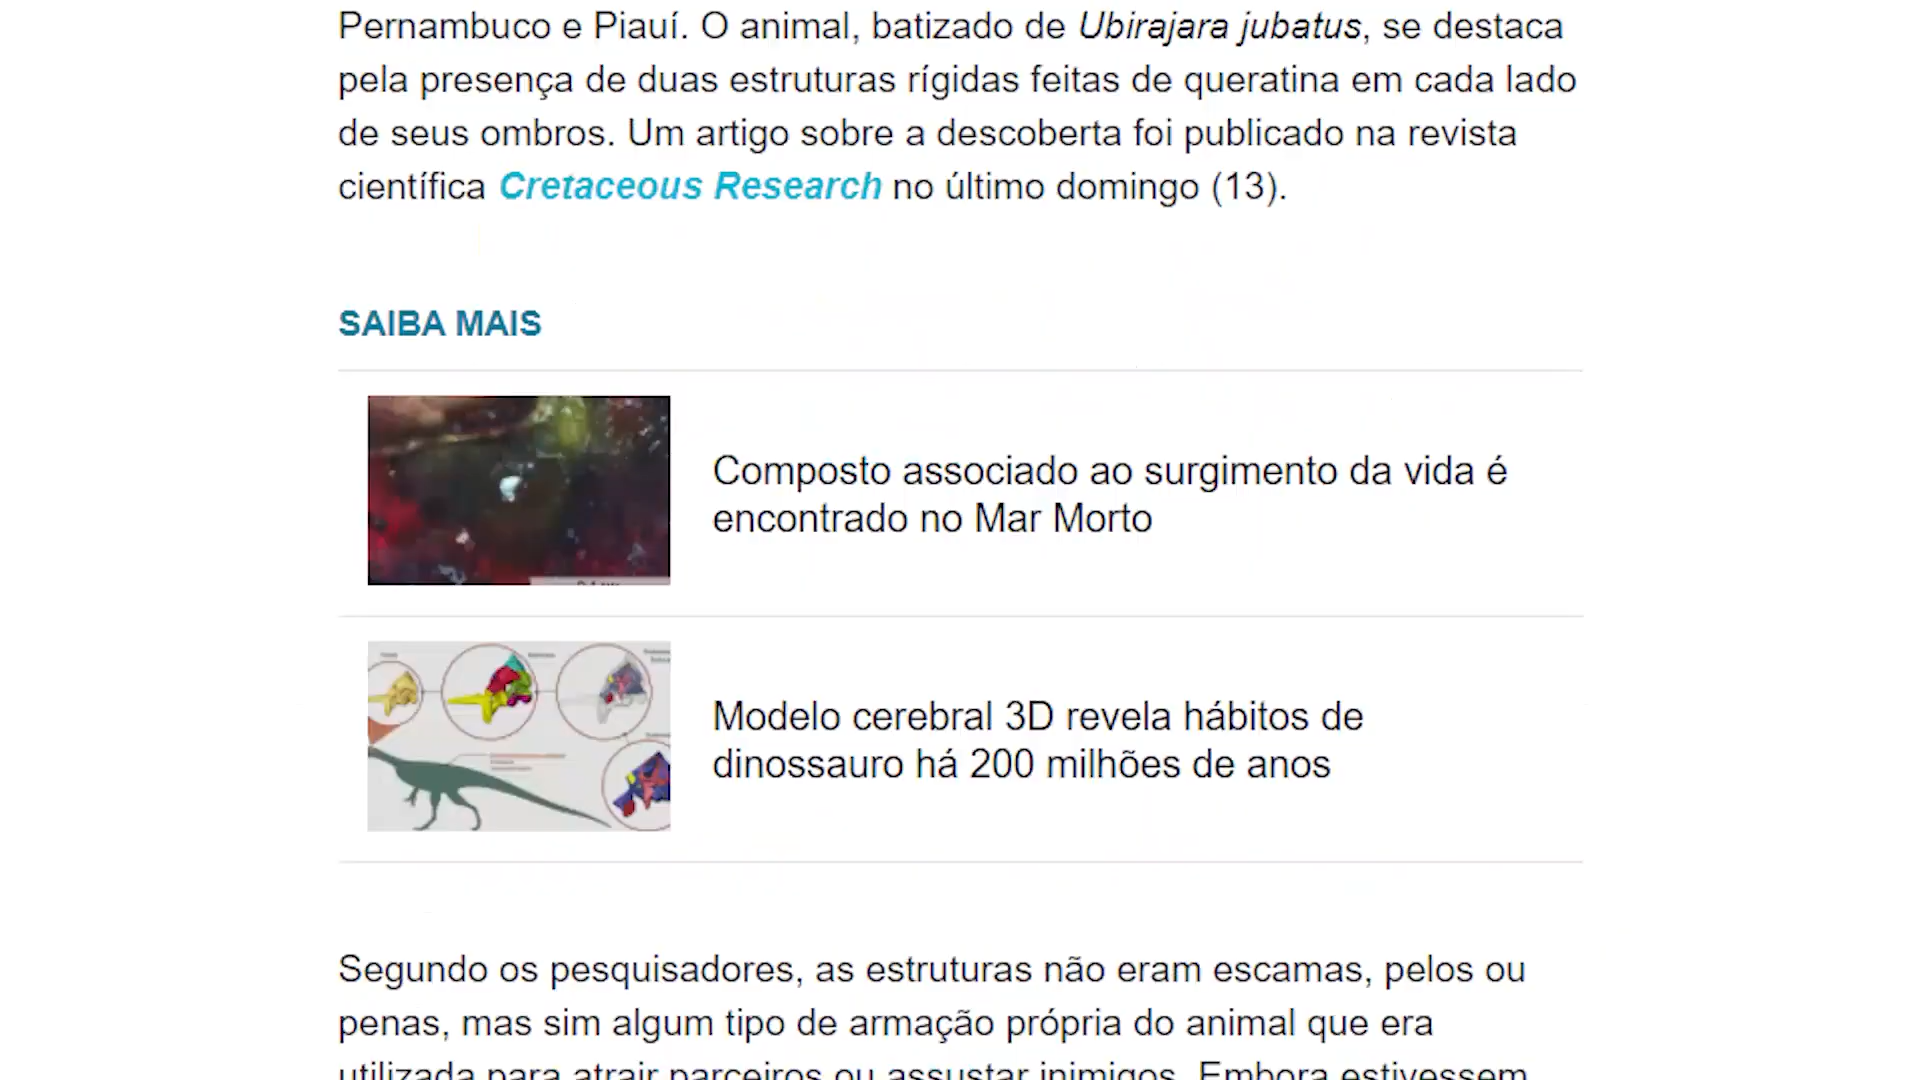 Pernambuco e Piauí. O animal, batizado de Ubirajara jubatus, se destaca
pela presença de duas estruturas rígidas feitas de queratina em cada lado
de seus ombros. Um artigo sobre a descoberta foi publicado na revista
científica Cretaceous Research no último domingo (13).
SAIBA MAIS
Composto associado ao surgimento da vida é
encontrado no Mar Morto
Modelo cerebral 3D revela hábitos de
dinossauro há 200 milhões de anos
Segundo os pesquisadores, as estruturas não eram escamas, pelos ou
penas, mas sim algum tipo de armação própria do animal que era
utilizada para atrair parceiros ou assustar inimigos. Embora estivessem